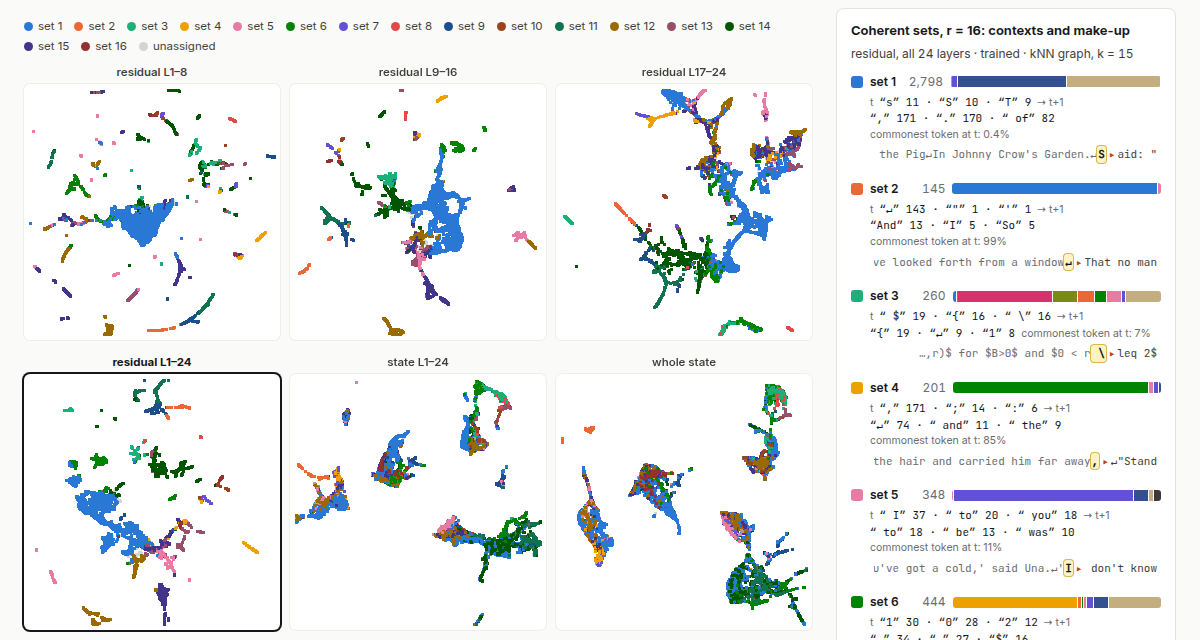 set 1 set 2 set 3 set 4 set 5 set 6 set 7 set 8 set 9 set 10 set 11 set 12 set 13 set 14
set 15 set 16 unassigned
residual L1–8
residual L9–16
residual L17–24
residual L1–24
state L1–24
whole state
Coherent sets, r = 16: contexts and make-up
residual, all 24 layers · trained · kNN graph, k = 15
set 1 2,798
t “s” 11 · “S” 10 · “T” 9 → t+1
“,” 171 · “.” 170 · “ of” 82
commonest token at t: 0.4%
the Pig↵In Johnny Crow's Garden.↵S ▸ aid: "
set 2 145
t “↵” 143 · “"” 1 · “'” 1 → t+1
“And” 13 · “I” 5 · “So” 5
commonest token at t: 99%
ve looked forth from a window↵ ▸ That no man
set 3 260
t “ $” 19 · “{” 16 · “ \” 16 → t+1
“{” 19 · “↵” 9 · “1” 8 commonest token at t: 7%
…,r)$ for $B>0$ and $0 < r \ ▸ leq 2$
set 4 201
t “,” 171 · “;” 14 · “:” 6 → t+1
“↵” 74 · “ and” 11 · “ the” 9
commonest token at t: 85%
the hair and carried him far away, ▸ ↵"Stand
set 5 348
t “ I” 37 · “ to” 20 · “ you” 18 → t+1
“ to” 18 · “ be” 13 · “ was” 10
commonest token at t: 11%
u've got a cold,' said Una.↵'I ▸ don't know
set 6 444
t “1” 30 · “0” 28 · “2” 12 → t+1